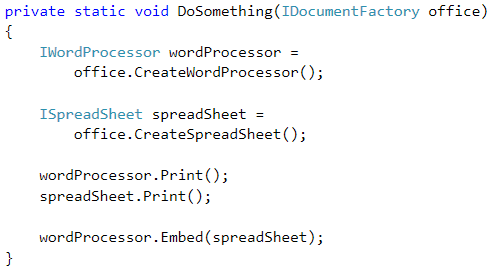 private static void DoSomething(IDocumentFactory office)
{
    IWordProcessor wordProcessor =
        office.CreateWordProcessor();

    ISpreadSheet spreadSheet =
        office.CreateSpreadSheet();

    wordProcessor.Print();
    spreadSheet.Print();

    wordProcessor.Embed(spreadSheet);
}